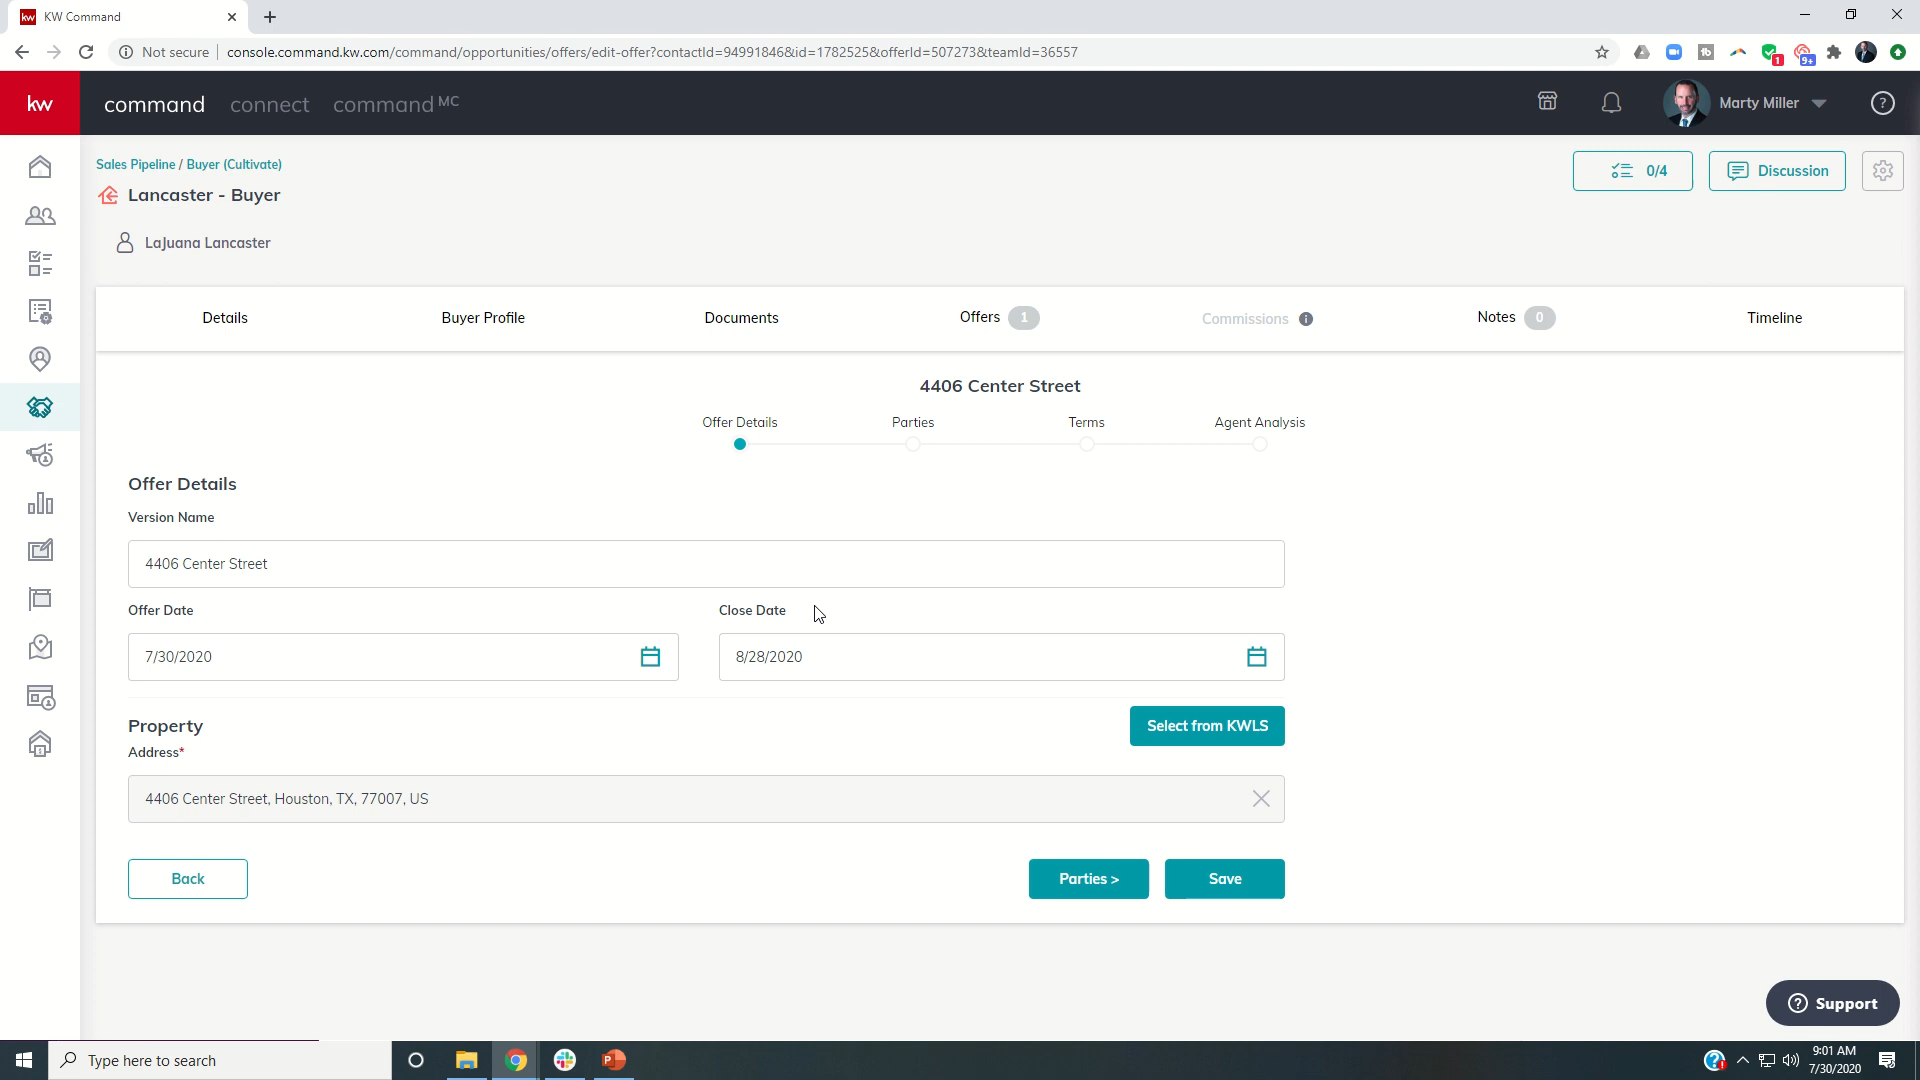 kw KW Command
Not secure console.command.kw.com/command/opportunities/offers/edit-offer?contactId=94991846&id=1782525&offerId=507273&teamId=36557
1
9+
kw command connect command MC Marty Miller
Sales Pipeline / Buyer (Cultivate)
0/4 Discussion
Lancaster - Buyer
LaJuana Lancaster
Details Buyer Profile Documents Offers 1 Commissions Notes 0 Timeline
4406 Center Street
Offer Details Parties Terms Agent Analysis
Offer Details
Version Name
4406 Center Street
Offer Date Close Date
7/30/2020 8/28/2020
Property Select from KWLS
Address*
4406 Center Street, Houston, TX, 77007, US
Back Parties > Save
Support
Type here to search
9:01 AM
7/30/2020